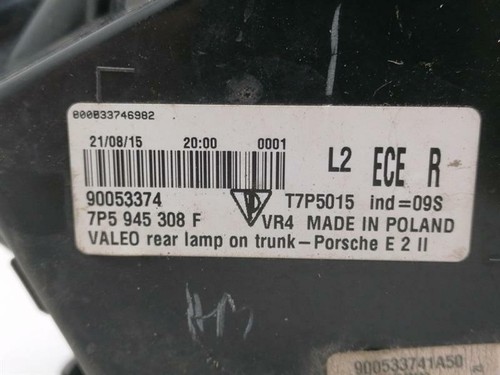 000B33746982
21/08/15 20:00 0001
L2 ECE R
90053374 T7P5015 ind=09S
7P5 945 308 F VR4 MADE IN POLAND
VALEO rear lamp on trunk-Porsche E 2 II
900533741A50